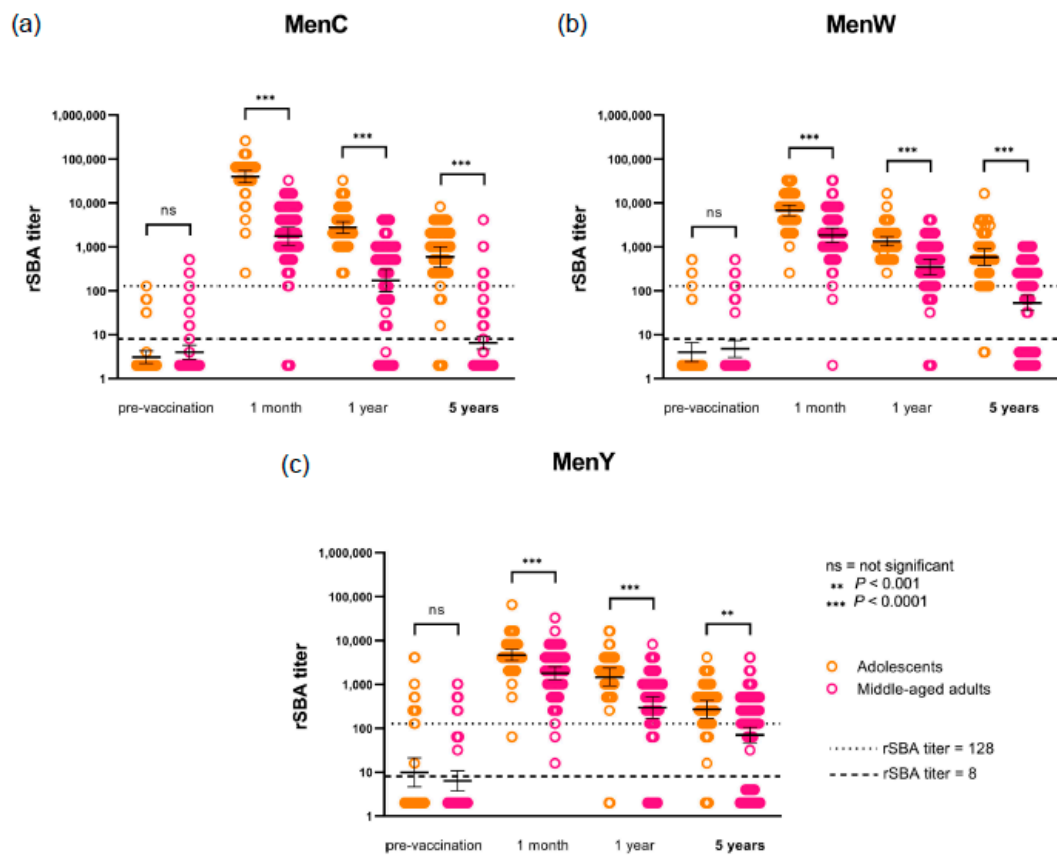 (a)
MenC
1,000,000
100,000
10,000
1,000
100
10
1
rSBA titer
ns
***
***
***
pre-vaccination
1 month
1 year
5 years
(b)
MenW
1,000,000
100,000
10,000
1,000
100
10
1
rSBA titer
ns
***
***
***
pre-vaccination
1 month
1 year
5 years
(c)
MenY
1,000,000
100,000
10,000
1,000
100
10
1
rSBA titer
ns
***
***
**
pre-vaccination
1 month
1 year
5 years
ns = not significant
** P < 0.001
*** P < 0.0001
Adolescents
Middle-aged adults
rSBA titer = 128
rSBA titer = 8